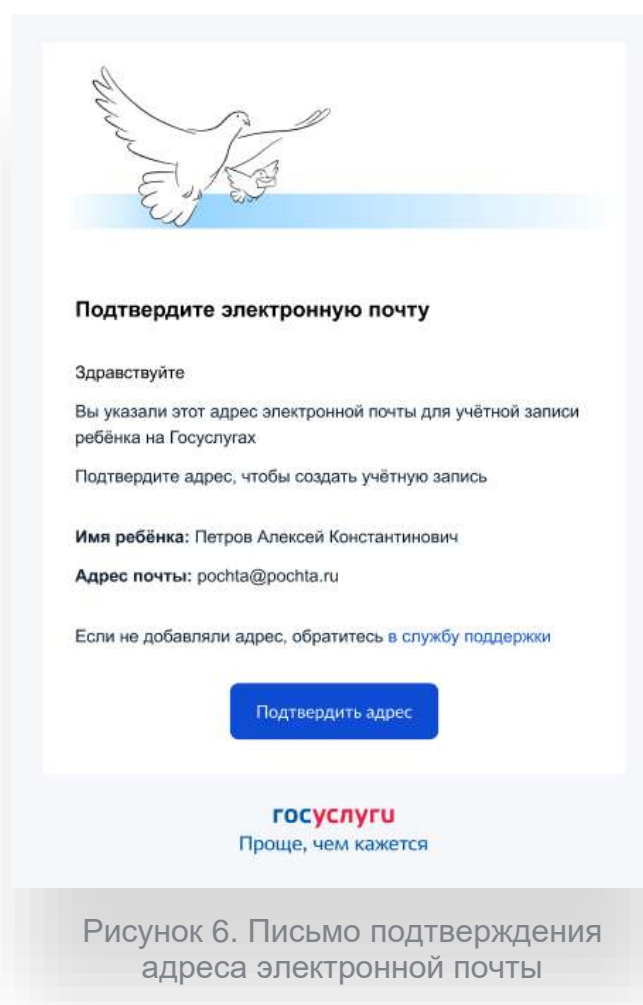 Подтвердите электронную почту
Здравствуйте
Вы указали этот адрес электронной почты для учётной записи
ребёнка на Госуслугах
Подтвердите адрес, чтобы создать учётную запись
Имя ребёнка: Петров Алексей Константинович
Адрес почты: pochta@pochta.ru
Если не добавляли адрес, обратитесь в службу поддержки
Подтвердить адрес
госуслуги
Проще, чем кажется
Рисунок 6. Письмо подтверждения
адреса электронной почты